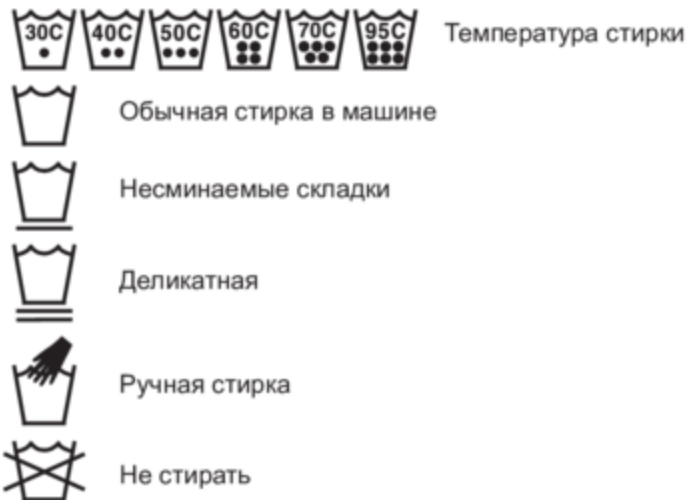 30C 40C 50C 60C 70C 95C Температура стирки
Обычная стирка в машине
Несминаемые складки
Деликатная
Ручная стирка
Не стирать